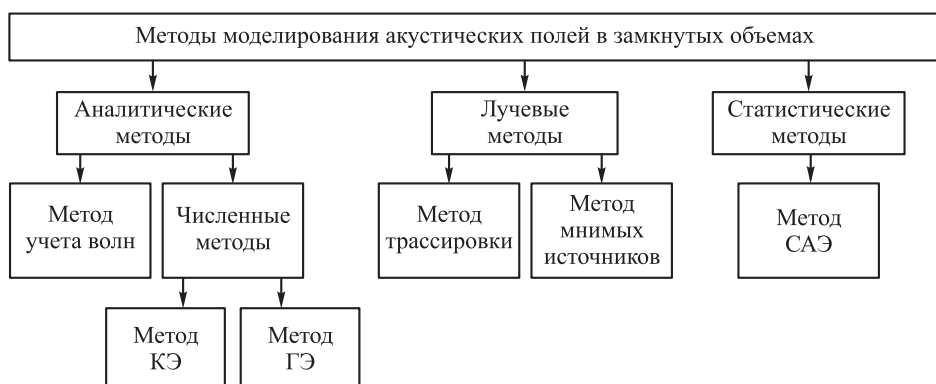 Методы моделирования акустических полей в замкнутых объемах
Аналитические
методы
Лучевые
методы
Статистические
методы
Метод
учета волн
Численные
методы
Метод
трассировки
Метод
мнимых
источников
Метод
САЭ
Метод
КЭ
Метод
ГЭ